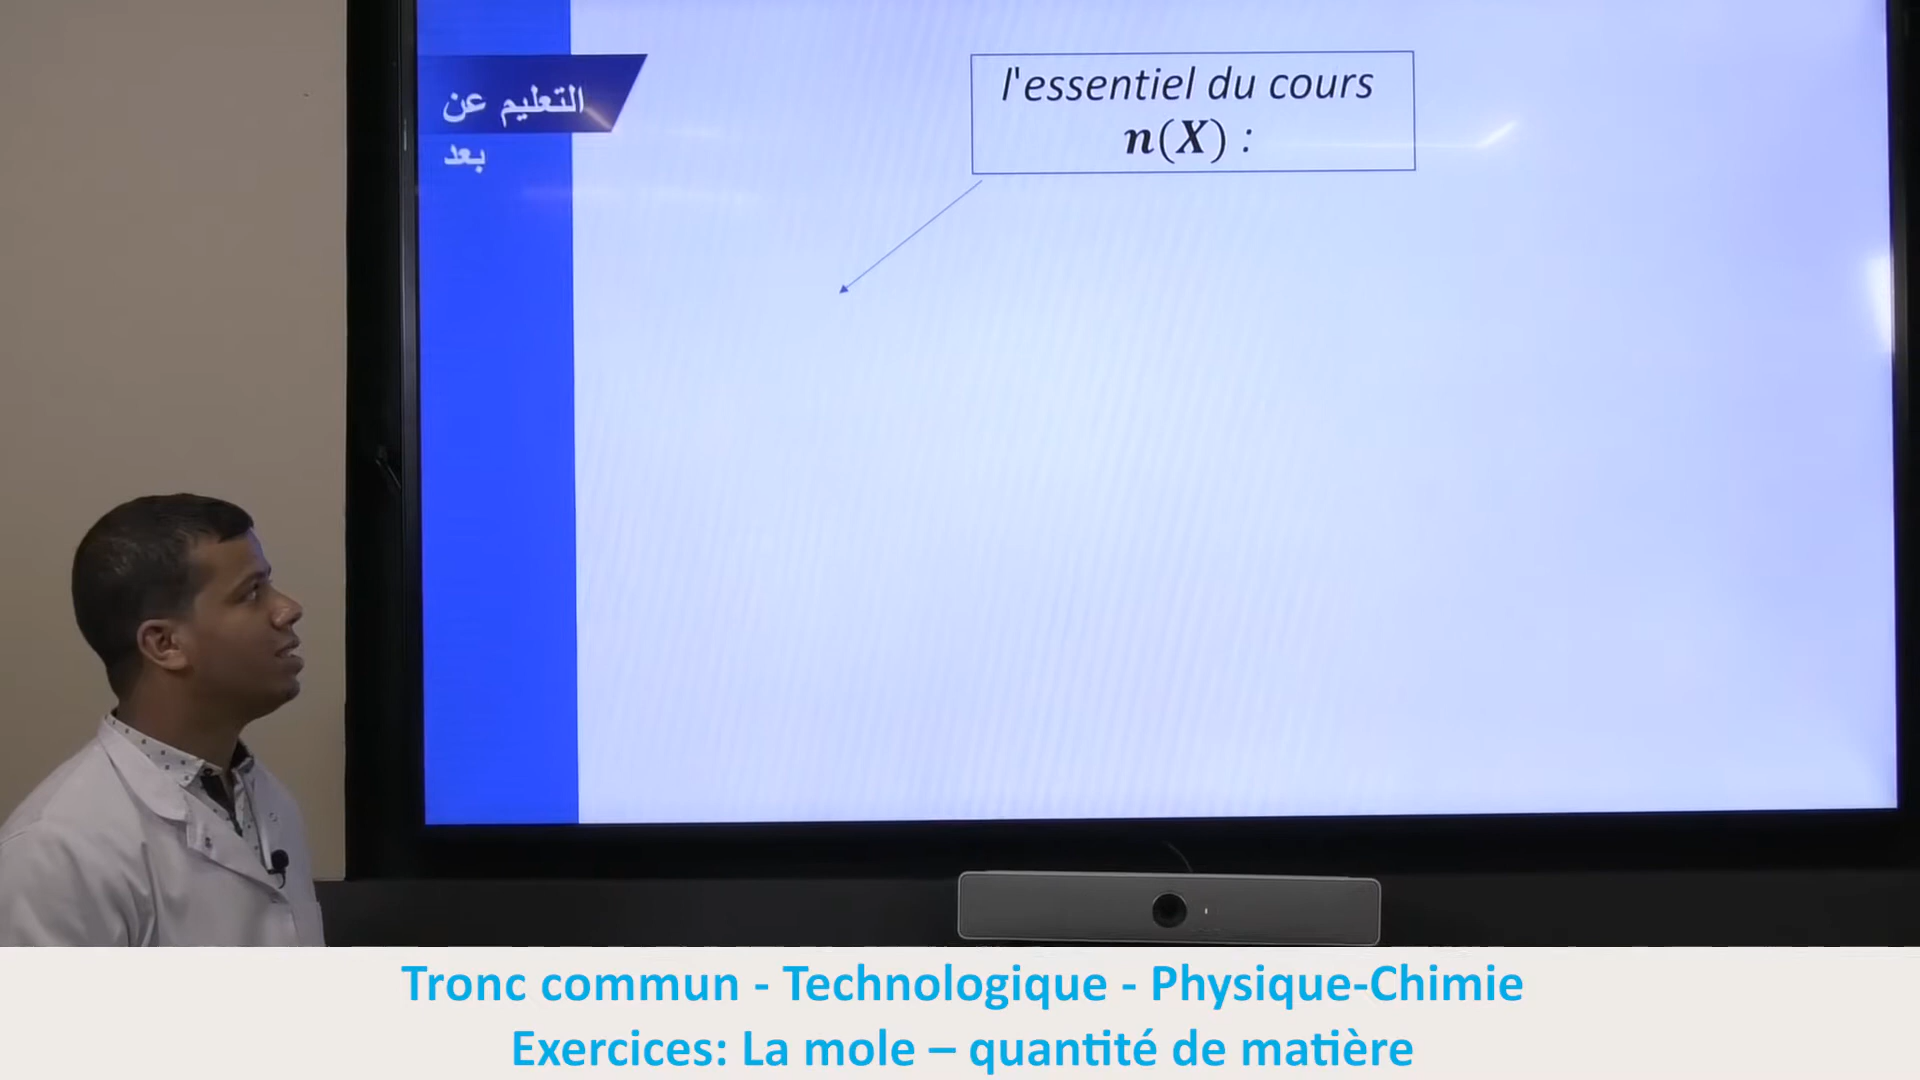 التعليم عن
بعد
l'essentiel du cours
n(X) :
Tronc commun - Technologique - Physique-Chimie
Exercices: La mole – quantité de matière